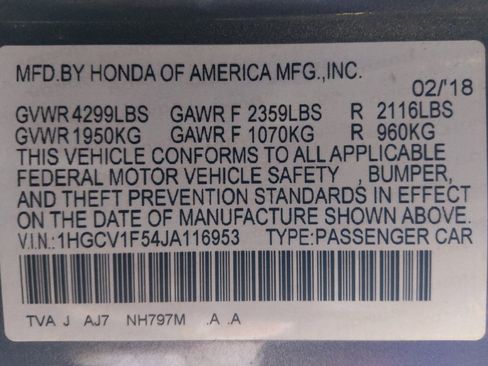 MFD.BY HONDA OF AMERICA MFG.,INC.
02/'18
GVWR 4299LBS GAWR F 2359LBS R 2116LBS
GVWR 1950KG GAWR F 1070KG R 960KG
THIS VEHICLE CONFORMS TO ALL APPLICABLE
FEDERAL MOTOR VEHICLE SAFETY , BUMPER,
AND THEFT PREVENTION STANDARDS IN EFFECT
ON THE DATE OF MANUFACTURE SHOWN ABOVE.
V.I.N.:1HGCV1F54JA116953 TYPE:PASSENGER CAR
TVA J AJ7 NH797M .A .A